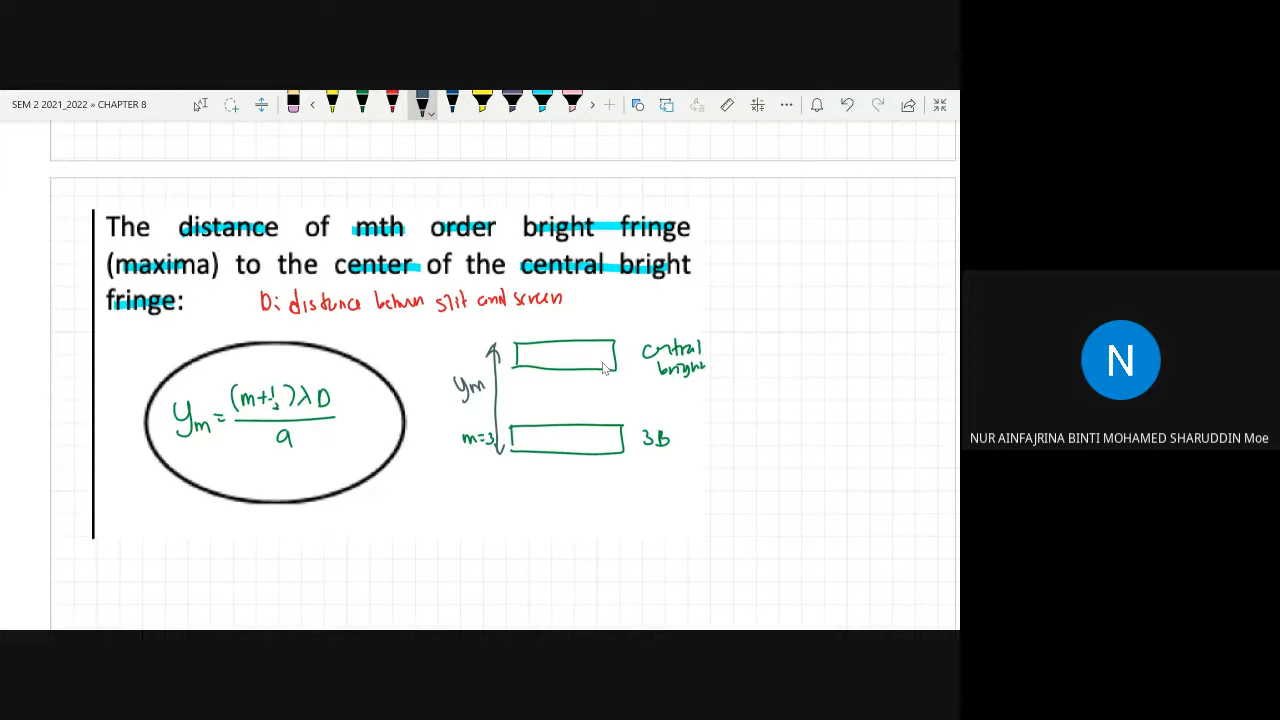 SEM 2 2021_2022 » CHAPTER 8
The distance of mth order bright fringe
(maxima) to the center of the central bright
fringe:
D: distance between slit and screen
central
bright
ym
ym = (m+½)λD
a
m=3
3B
N
NUR AINFAJRINA BINTI MOHAMED SHARUDDIN Moe